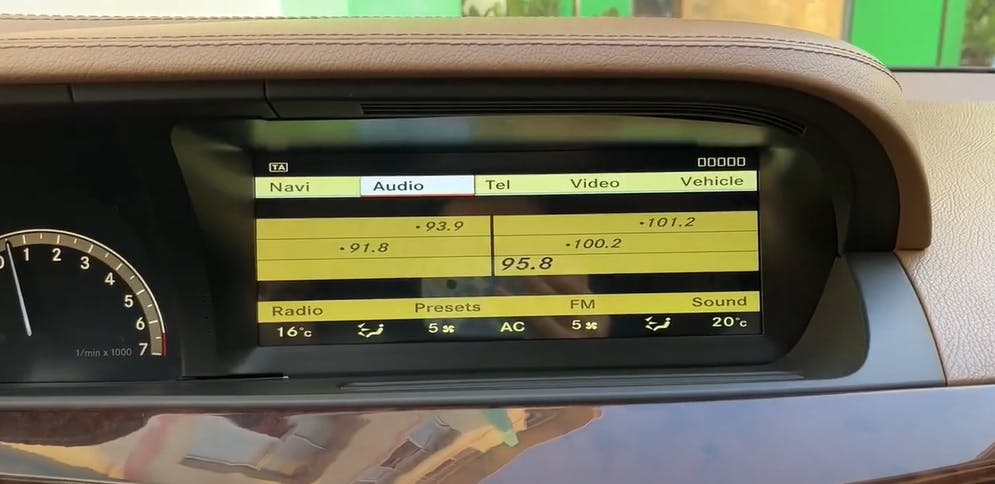 TA 00000
Navi Audio Tel Video Vehicle
93.9 101.2
91.8 100.2
95.8
Radio Presets FM Sound
16°c 5 AC 5 20°c
0 1 2 3 4 5 6 7
1/min x 1000